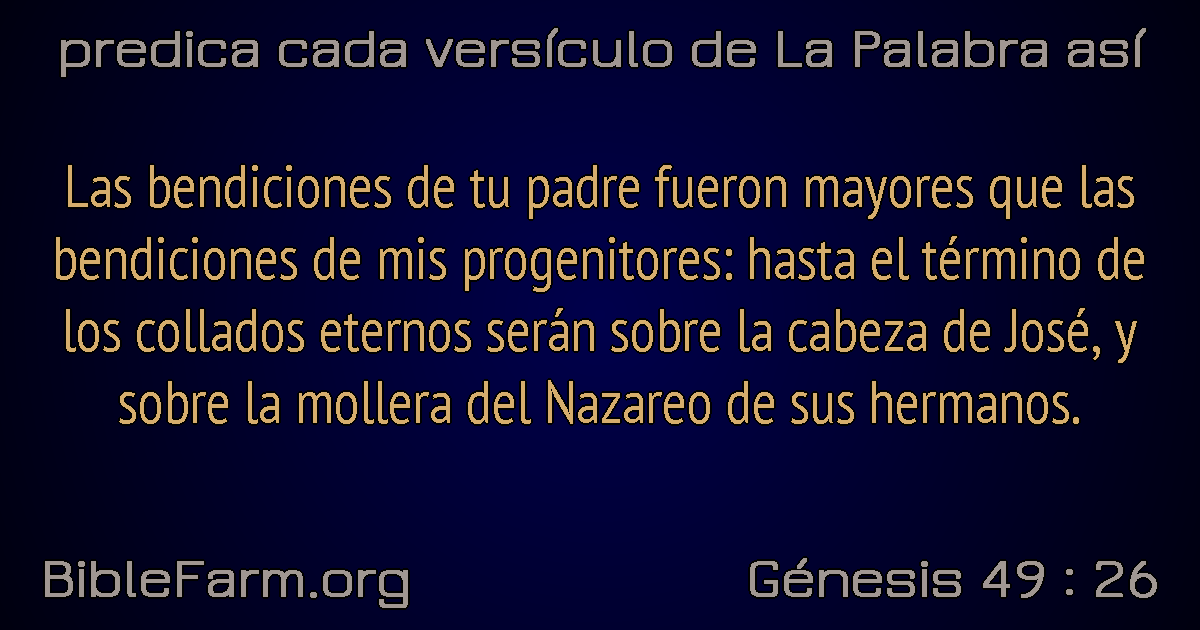 predica cada versículo de La Palabra así
Las bendiciones de tu padre fueron mayores que las
bendiciones de mis progenitores: hasta el término de
los collados eternos serán sobre la cabeza de José, y
sobre la mollera del Nazareo de sus hermanos.
BibleFarm.org
Génesis 49 : 26